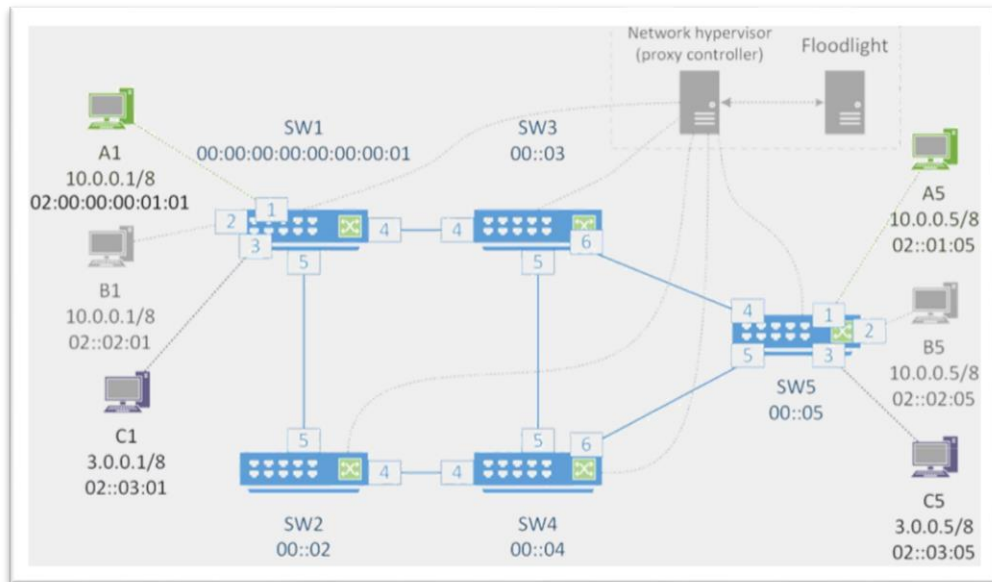 Network hypervisor
(proxy controller)
Floodlight
A1
10.0.0.1/8
02:00:00:00:01:01
SW1
00:00:00:00:00:00:00:01
SW3
00::03
A5
10.0.0.5/8
02::01:05
1
2
3
4
5
4
5
6
B1
10.0.0.1/8
02::02:01
4
5
1
2
3
B5
10.0.0.5/8
02::02:05
SW5
00::05
C1
3.0.0.1/8
02::03:01
5
4
4
5
6
C5
3.0.0.5/8
02::03:05
SW2
00::02
SW4
00::04